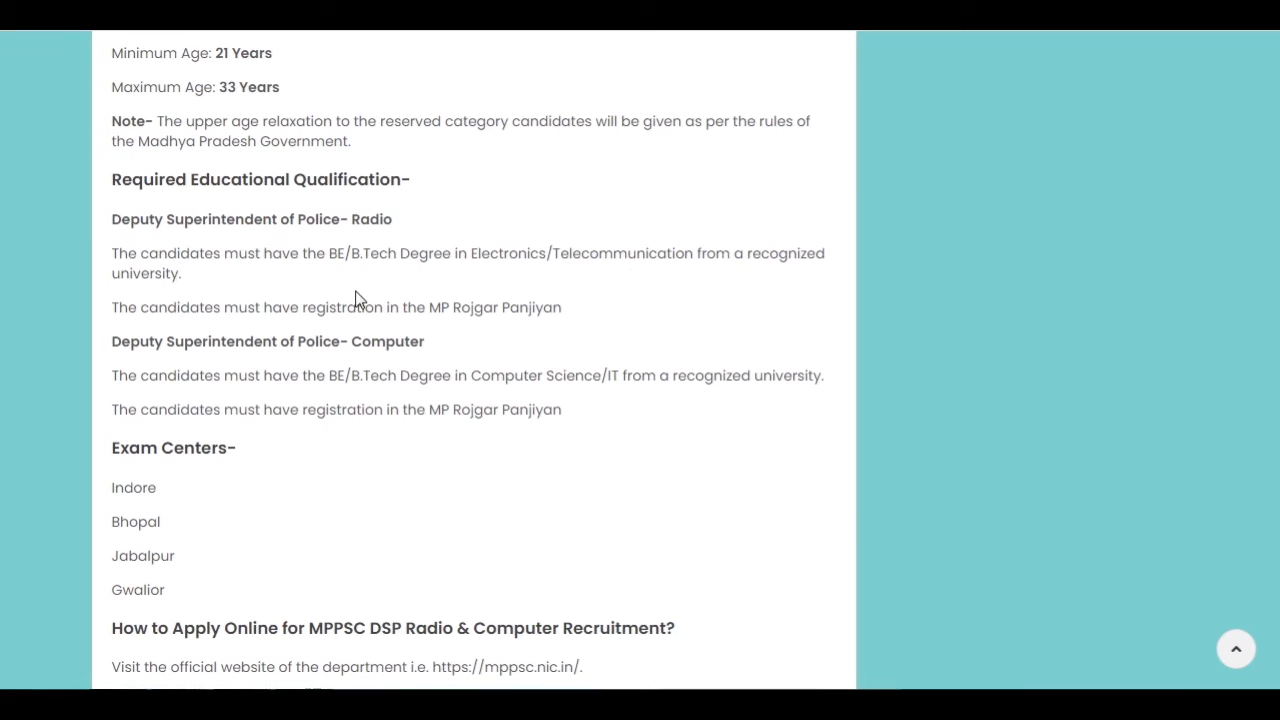 Minimum Age: 21 Years
Maximum Age: 33 Years
Note- The upper age relaxation to the reserved category candidates will be given as per the rules of
the Madhya Pradesh Government.
Required Educational Qualification-
Deputy Superintendent of Police- Radio
The candidates must have the BE/B.Tech Degree in Electronics/Telecommunication from a recognized
university.
The candidates must have registration in the MP Rojgar Panjiyan
Deputy Superintendent of Police- Computer
The candidates must have the BE/B.Tech Degree in Computer Science/IT from a recognized university.
The candidates must have registration in the MP Rojgar Panjiyan
Exam Centers-
Indore
Bhopal
Jabalpur
Gwalior
How to Apply Online for MPPSC DSP Radio & Computer Recruitment?
Visit the official website of the department i.e. https://mppsc.nic.in/.